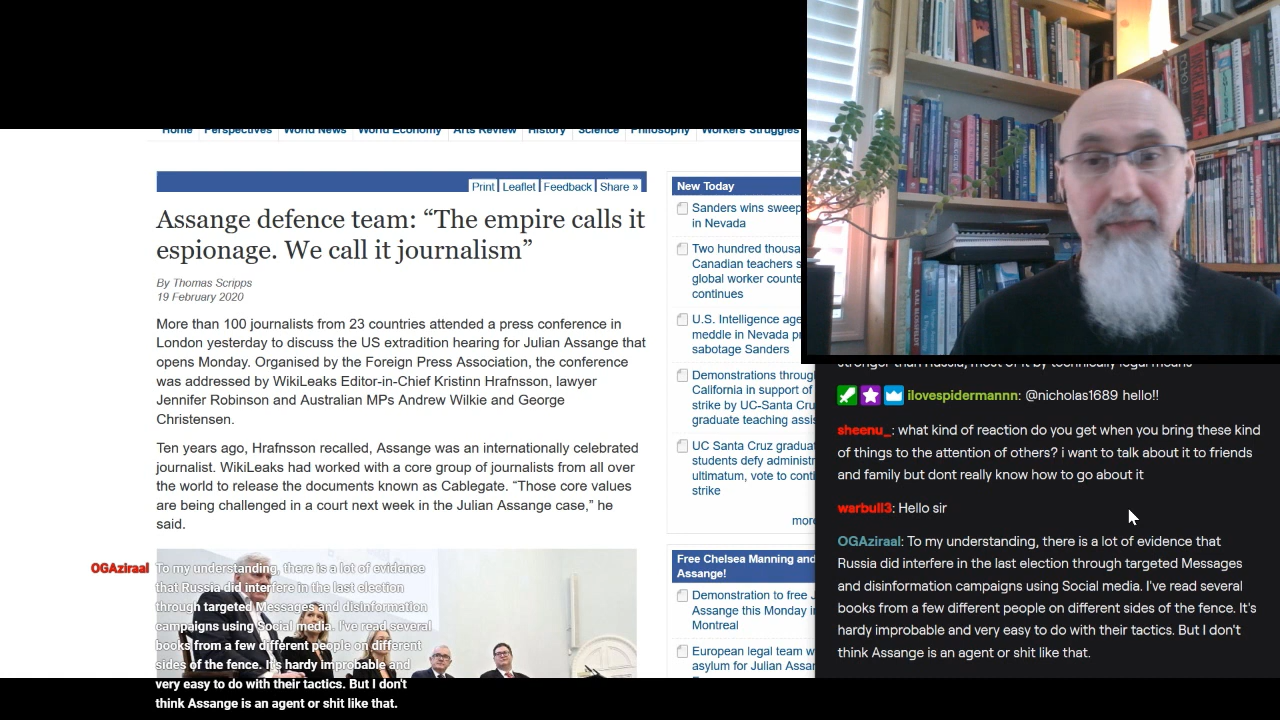 Home Perspectives World News World Economy Arts Review History Science Philosophy Workers Struggles
Print Leaflet Feedback Share »
Assange defence team: “The empire calls it
espionage. We call it journalism”
By Thomas Scripps
19 February 2020
More than 100 journalists from 23 countries attended a press conference in
London yesterday to discuss the US extradition hearing for Julian Assange that
opens Monday. Organised by the Foreign Press Association, the conference
was addressed by WikiLeaks Editor-in-Chief Kristinn Hrafnsson, lawyer
Jennifer Robinson and Australian MPs Andrew Wilkie and George
Christensen.
Ten years ago, Hrafnsson recalled, Assange was an internationally celebrated
journalist. WikiLeaks had worked with a core group of journalists from all over
the world to release the documents known as Cablegate. “Those core values
are being challenged in a court next week in the Julian Assange case,” he
said.
OGAziraal To my understanding, there is a lot of evidence
that Russia did interfere in the last election
through targeted Messages and disinformation
campaigns using Social media. I've read several
books from a few different people on different
sides of the fence. It's hardy improbable and
very easy to do with their tactics. But I don't
think Assange is an agent or shit like that.
New Today
Sanders wins sweep
in Nevada
Two hundred thousa
Canadian teachers s
global worker counte
continues
U.S. Intelligence age
meddle in Nevada pr
sabotage Sanders
Demonstrations throug
California in support of
strike by UC-Santa Cru
graduate teaching assis
UC Santa Cruz graduat
students defy administr
ultimatum, vote to conti
strike
more
Free Chelsea Manning and
Assange!
Demonstration to free J
Assange this Monday in
Montreal
European legal team w
asylum for Julian Assan
stronger than Russia, most of it by technically legal means
ilovespidermannn: @nicholas1689 hello!!
sheenu_: what kind of reaction do you get when you bring these kind
of things to the attention of others? i want to talk about it to friends
and family but dont really know how to go about it
warbull3: Hello sir
OGAziraal: To my understanding, there is a lot of evidence that
Russia did interfere in the last election through targeted Messages
and disinformation campaigns using Social media. I've read several
books from a few different people on different sides of the fence. It's
hardy improbable and very easy to do with their tactics. But I don't
think Assange is an agent or shit like that.